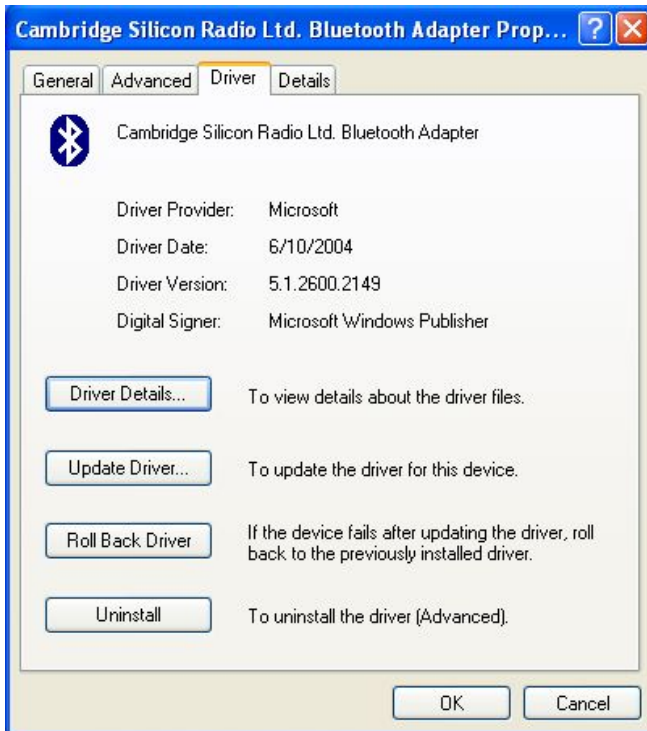 Cambridge Silicon Radio Ltd. Bluetooth Adapter Prop...
General Advanced Driver Details
Cambridge Silicon Radio Ltd. Bluetooth Adapter
Driver Provider: Microsoft
Driver Date: 6/10/2004
Driver Version: 5.1.2600.2149
Digital Signer: Microsoft Windows Publisher
Driver Details... To view details about the driver files.
Update Driver... To update the driver for this device.
Roll Back Driver If the device fails after updating the driver, roll
back to the previously installed driver.
Uninstall To uninstall the driver (Advanced).
OK Cancel